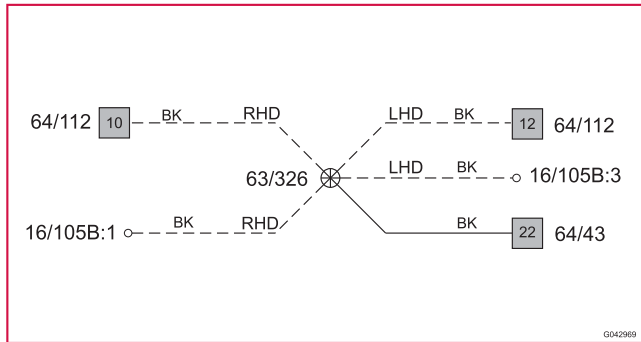 64/112 10 BK RHD LHD BK 12 64/112
63/326 LHD BK 16/105B:3
16/105B:1 BK RHD BK 22 64/43
G042969